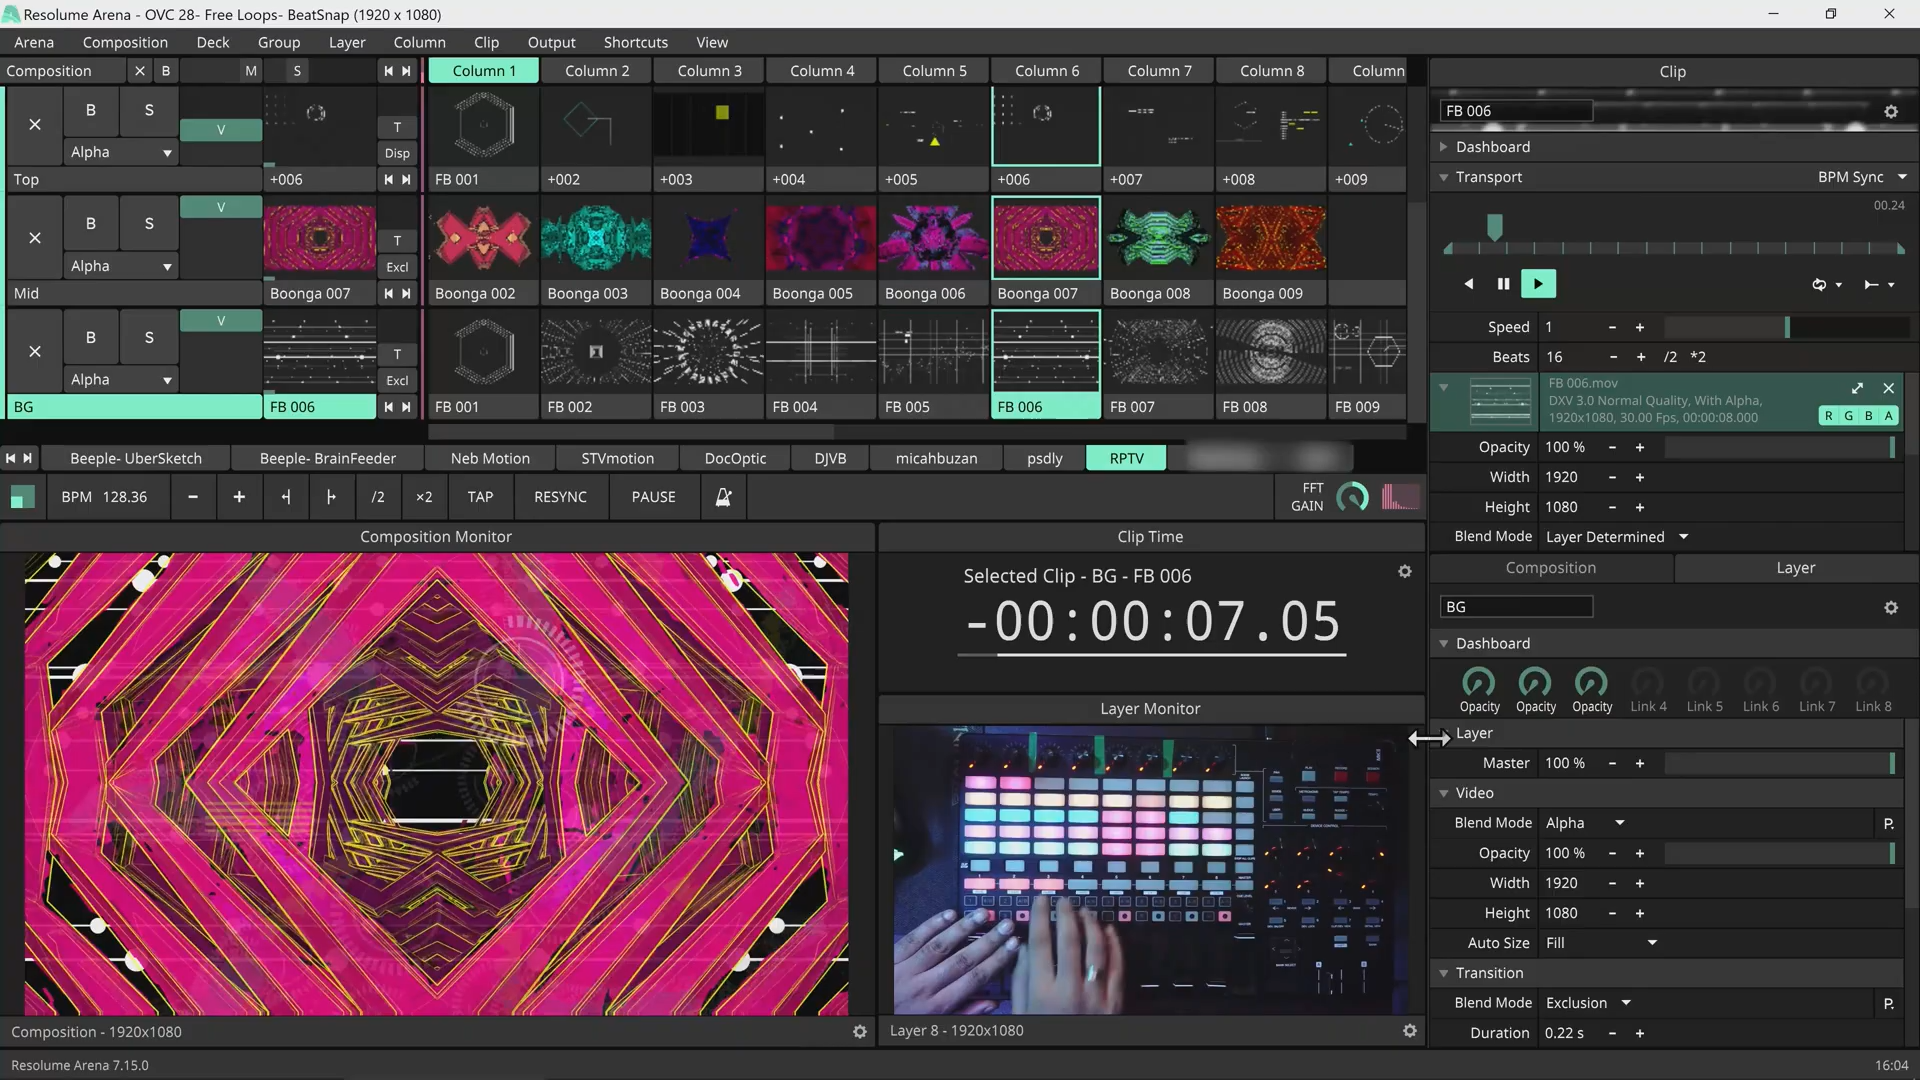 Resolume Arena - OVC 28- Free Loops- BeatSnap (1920 x 1080)
Arena Composition Deck Group Layer Column Clip Output Shortcuts View
Composition X B M S Column 1 Column 2 Column 3 Column 4 Column 5 Column 6 Column 7 Column 8 Column
B S V T
Alpha Disp
Top +006 FB 001 +002 +003 +004 +005 +006 +007 +008 +009
B S V T
Alpha Excl
Mid Boonga 007 Boonga 002 Boonga 003 Boonga 004 Boonga 005 Boonga 006 Boonga 007 Boonga 008 Boonga 009
B S V T
Alpha Excl
BG FB 006 FB 001 FB 002 FB 003 FB 004 FB 005 FB 006 FB 007 FB 008 FB 009
Beeple- UberSketch Beeple- BrainFeeder Neb Motion STVmotion DocOptic DJVB micahbuzan psdly RPTV
BPM 128.36 - + /2 ×2 TAP RESYNC PAUSE FFT GAIN
Composition Monitor
Composition - 1920x1080
Clip Time
Selected Clip - BG - FB 006
-00:00:07.05
Layer Monitor
Layer 8 - 1920x1080
Clip
FB 006
Dashboard
Transport BPM Sync
00.24
Speed 1 - +
Beats 16 - + /2 *2
FB 006.mov
DXV 3.0 Normal Quality, With Alpha,
1920x1080, 30.00 Fps, 00:00:08.000
R G B A
Opacity 100 % - +
Width 1920 - +
Height 1080 - +
Blend Mode Layer Determined
Composition Layer
BG
Dashboard
Opacity Opacity Opacity Link 4 Link 5 Link 6 Link 7 Link 8
Layer
Master 100 % - +
Video
Blend Mode Alpha P.
Opacity 100 % - +
Width 1920 - +
Height 1080 - +
Auto Size Fill
Transition
Blend Mode Exclusion P.
Duration 0.22 s - +
Resolume Arena 7.15.0
16:04